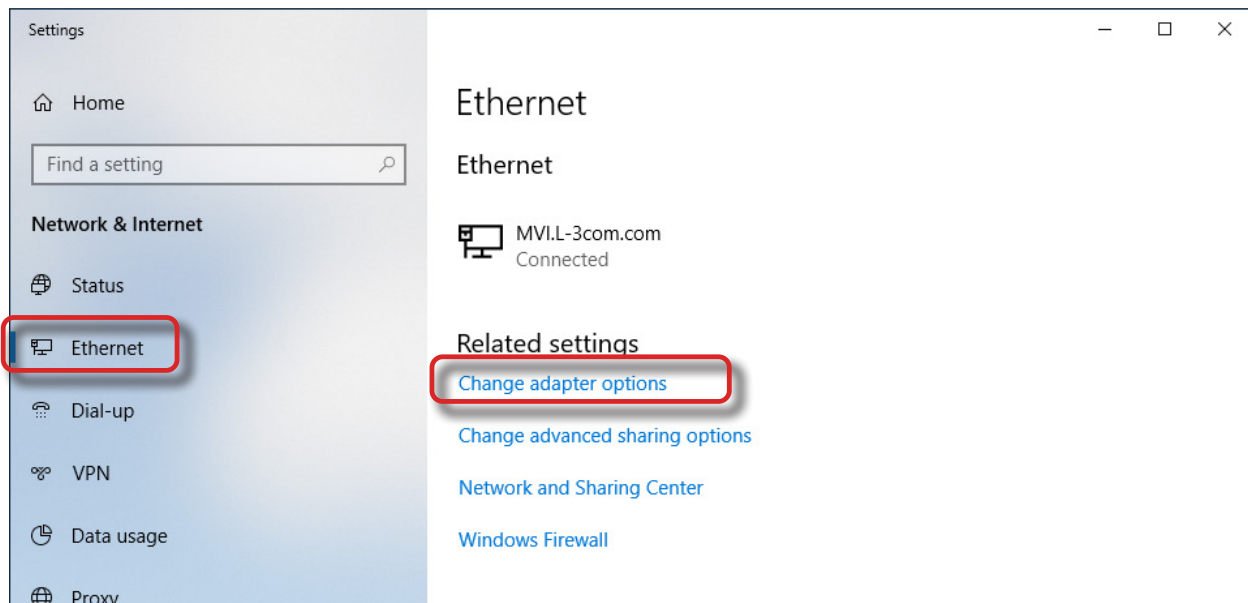 Settings
Home
Find a setting
Network & Internet
Status
Ethernet
Dial-up
VPN
Data usage
Proxy
Ethernet
Ethernet
MVI.L-3com.com
Connected
Related settings
Change adapter options
Change advanced sharing options
Network and Sharing Center
Windows Firewall